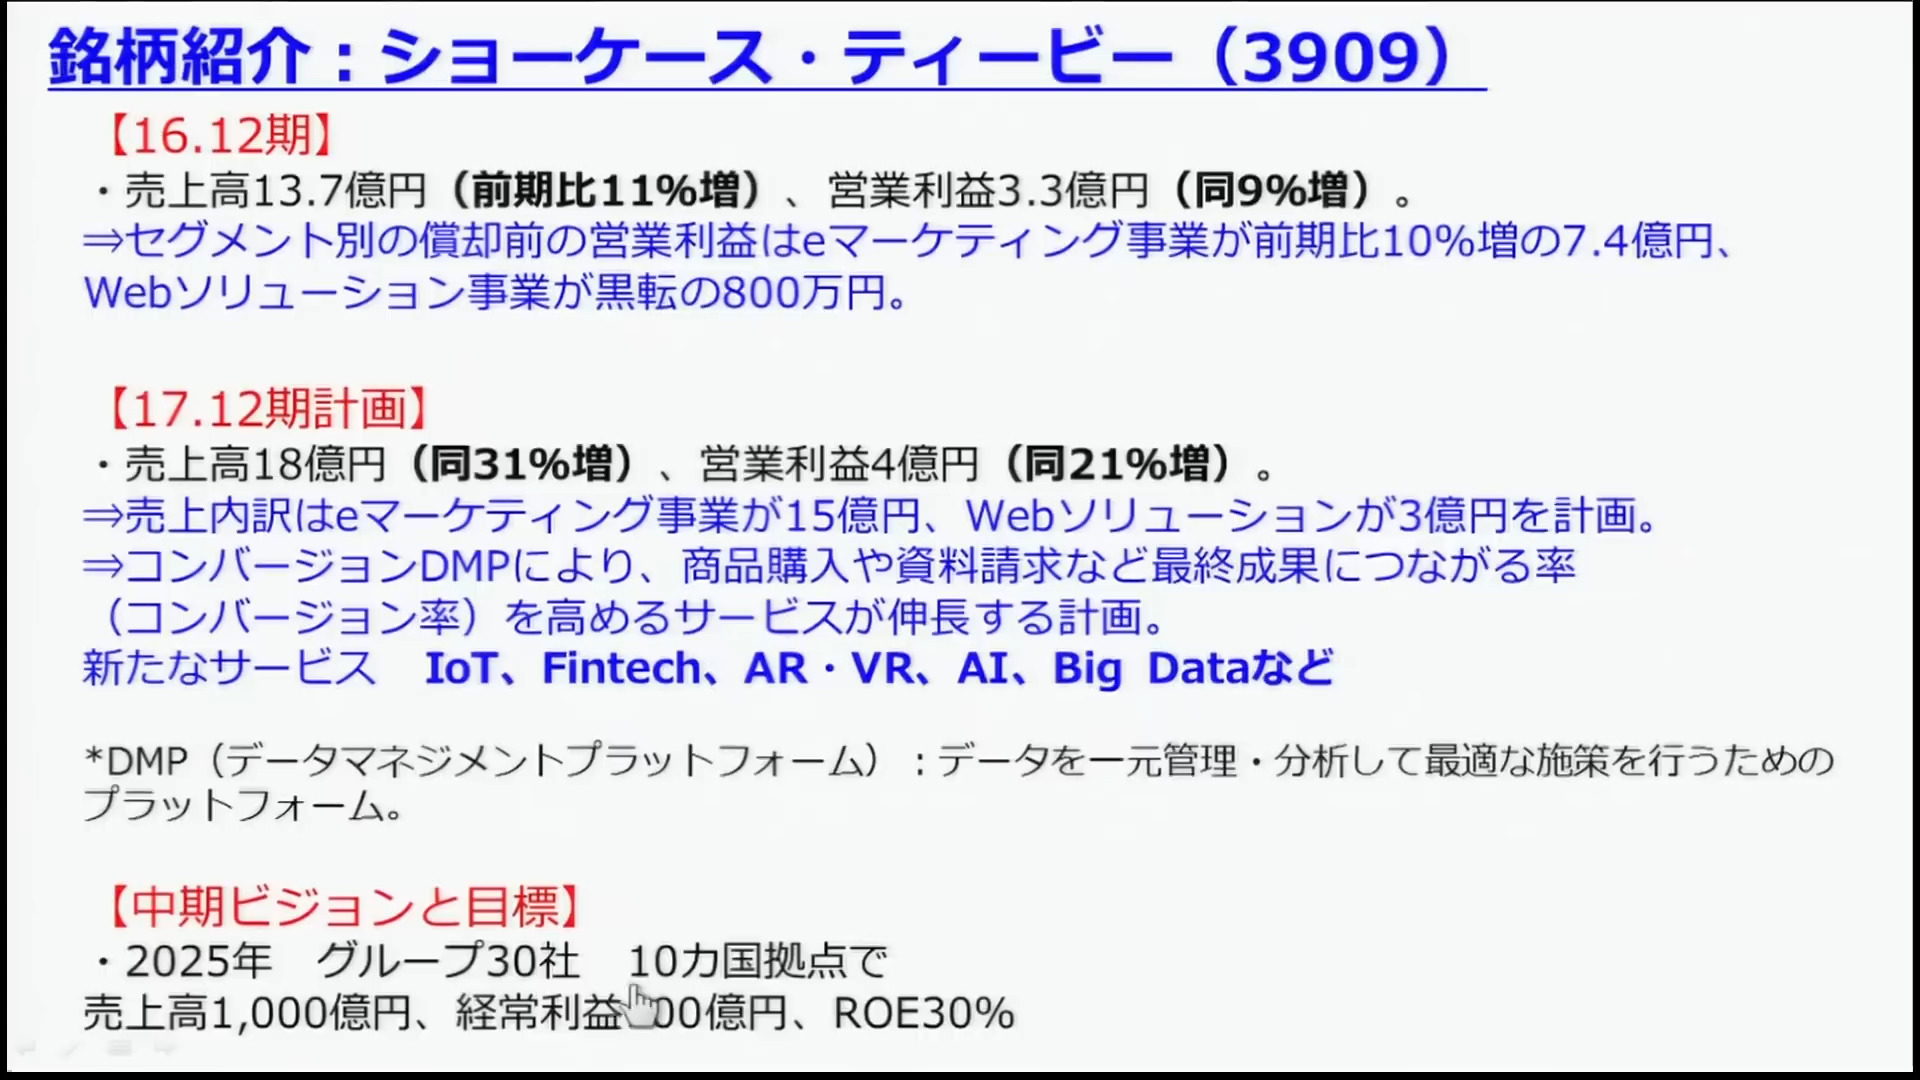 銘柄紹介：ショーケース・ティービー（3909）
【16.12期】
・売上高13.7億円（前期比11%増）、営業利益3.3億円（同9%増）。
⇒セグメント別の償却前の営業利益はeマーケティング事業が前期比10%増の7.4億円、
Webソリューション事業が黒転の800万円。
【17.12期計画】
・売上高18億円（同31%増）、営業利益4億円（同21%増）。
⇒売上内訳はeマーケティング事業が15億円、Webソリューションが3億円を計画。
⇒コンバージョンDMPにより、商品購入や資料請求など最終成果につながる率
（コンバージョン率）を高めるサービスが伸長する計画。
新たなサービス　IoT、Fintech、AR・VR、AI、Big Dataなど
*DMP（データマネジメントプラットフォーム）：データを一元管理・分析して最適な施策を行うための
プラットフォーム。
【中期ビジョンと目標】
・2025年　グループ30社　10カ国拠点で
売上高1,000億円、経常利益 00億円、ROE30%